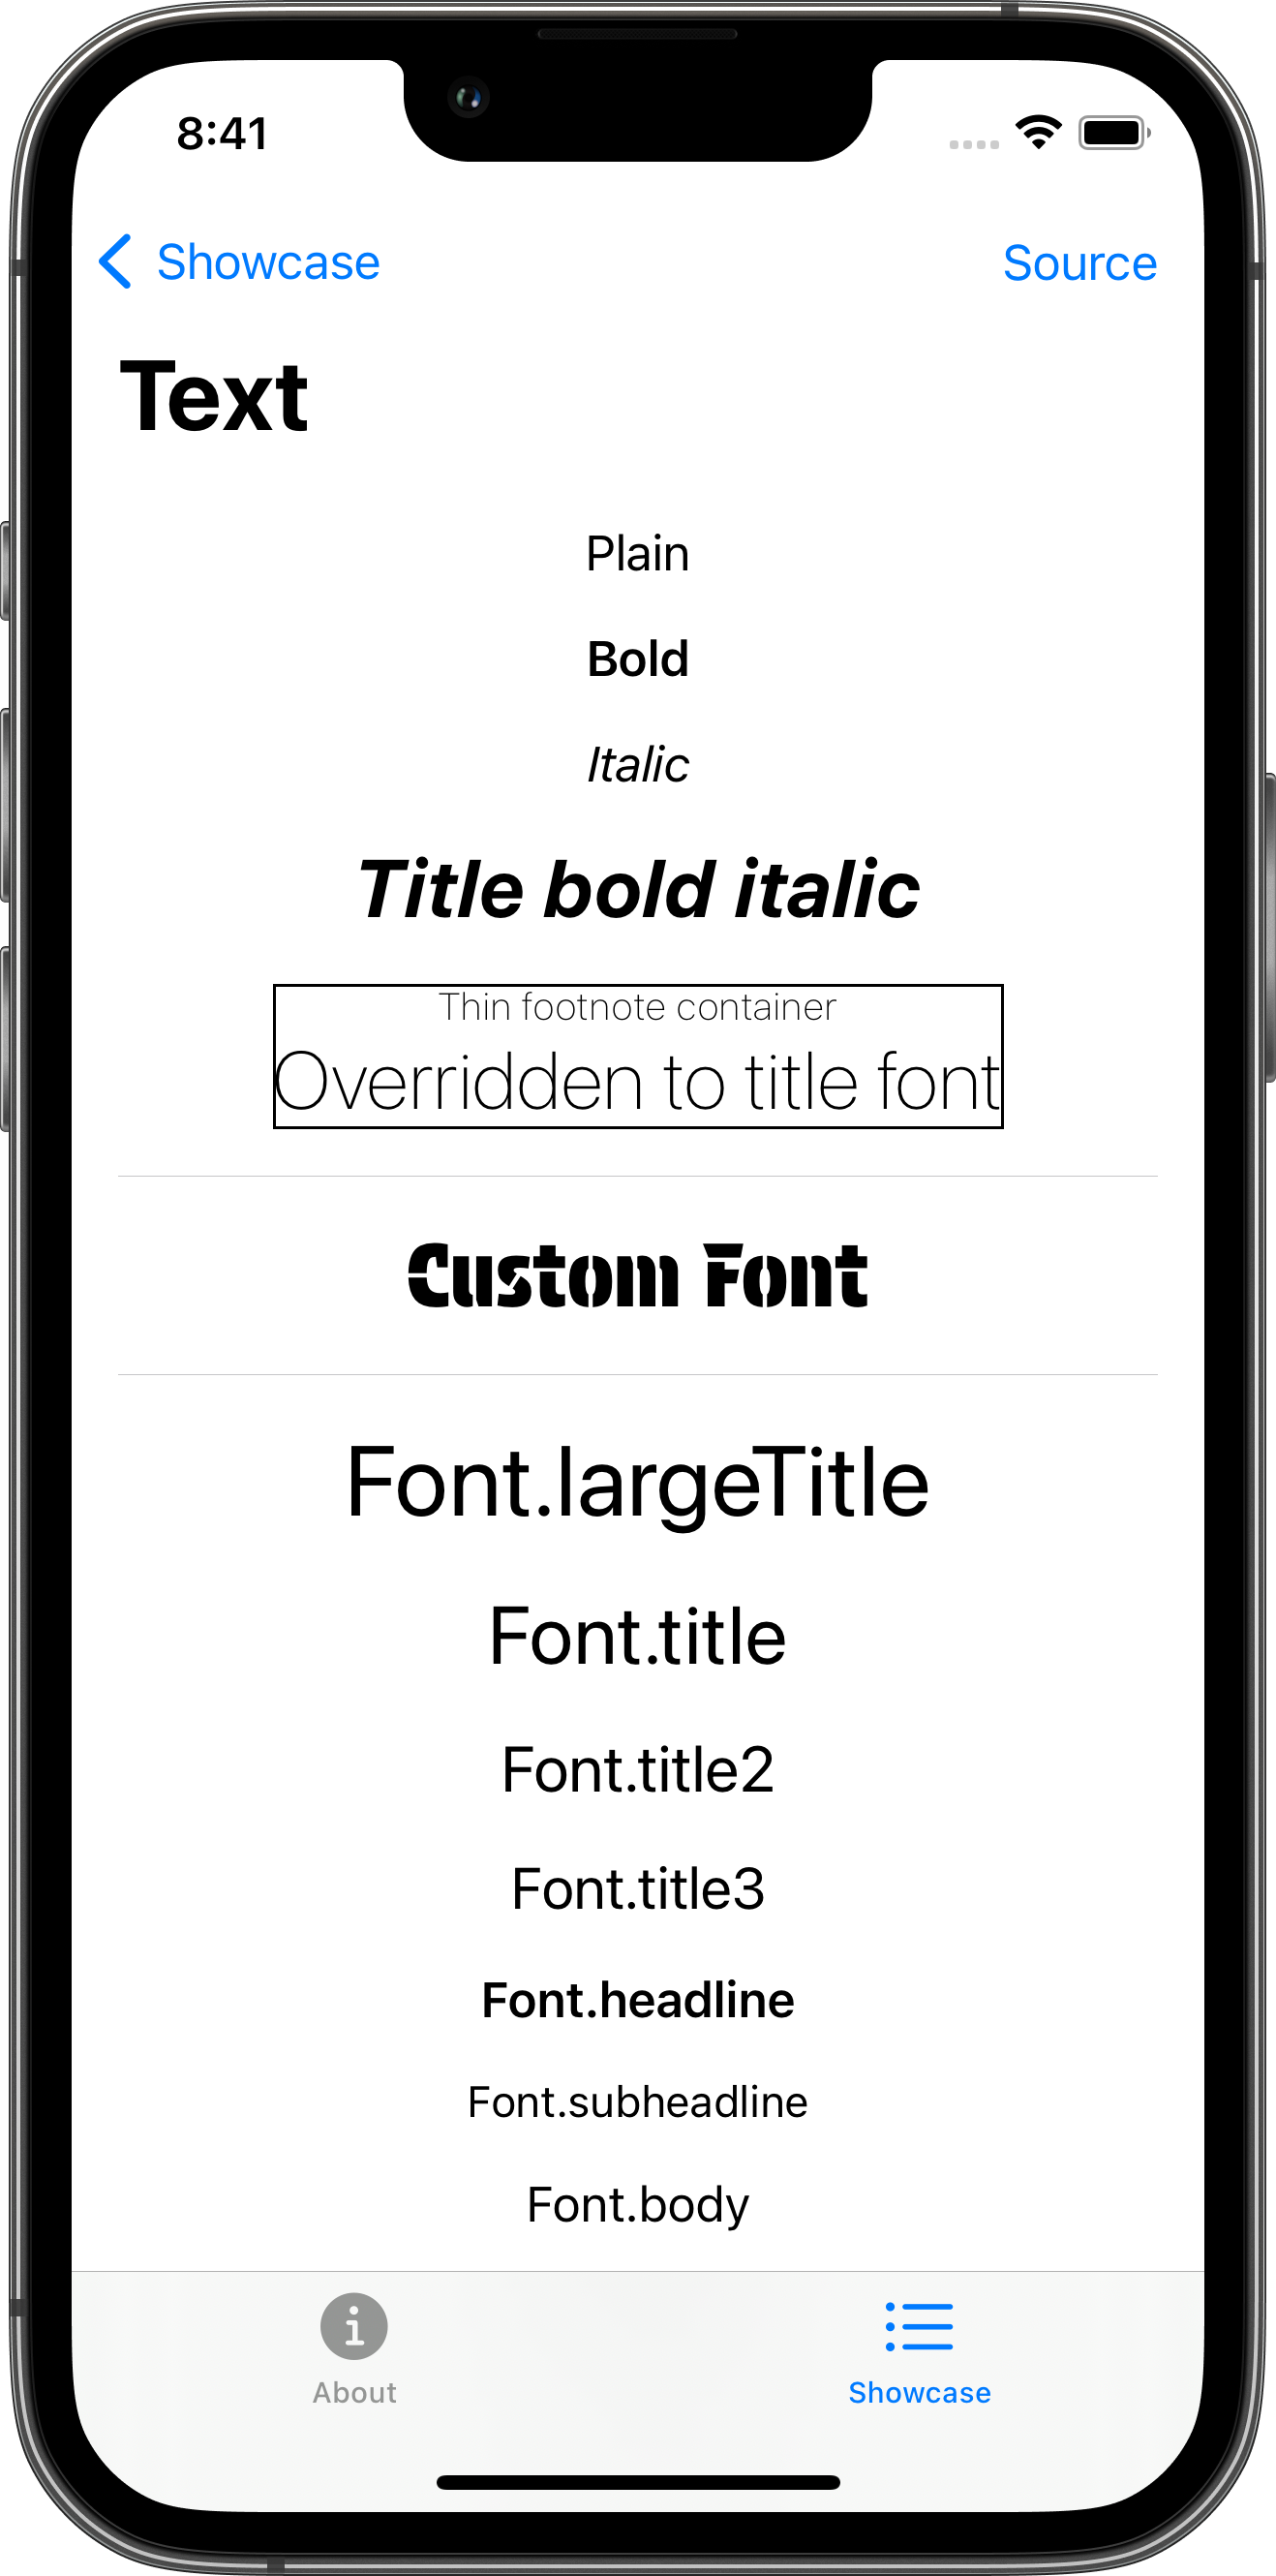 8:41
Showcase
Source
Text
Plain
Bold
Italic
Title bold italic
Thin footnote container
Overridden to title font
Custom Font
Font.largeTitle
Font.title
Font.title2
Font.title3
Font.headline
Font.subheadline
Font.body
About
Showcase